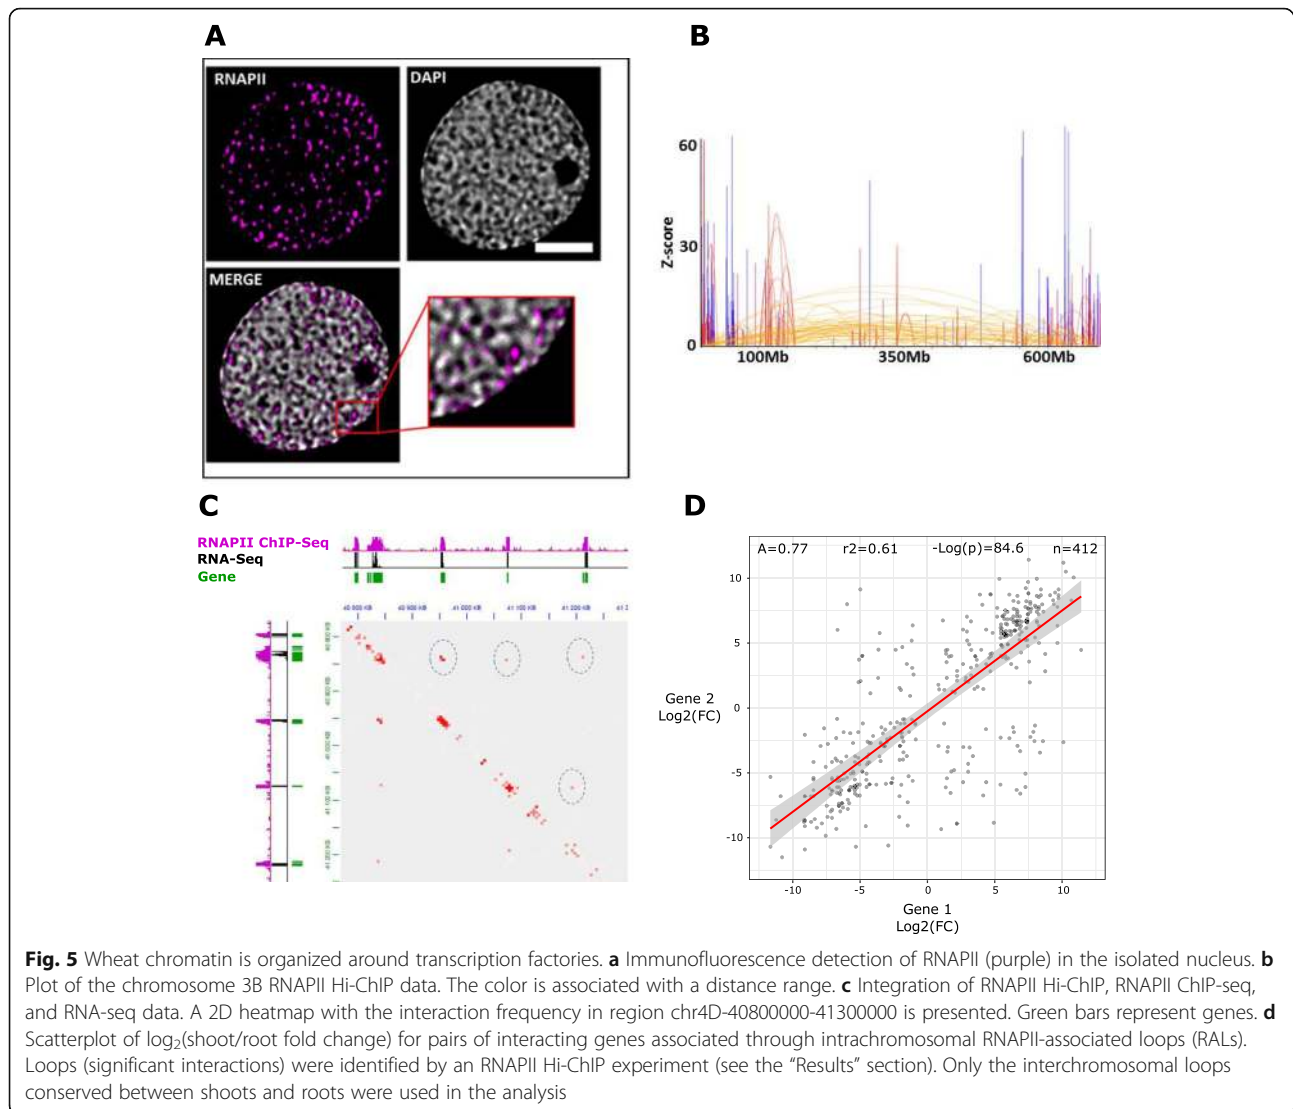 A
B
RNAPII
DAPI
MERGE
Z-score
60
30
0
100Mb
350Mb
600Mb
C
RNAPII ChIP-Seq
RNA-Seq
Gene
D
A=0.77 r2=0.61 -Log(p)=84.6 n=412
10
5
0
-5
-10
Gene 2
Log2(FC)
-10 -5 0 5 10
Gene 1
Log2(FC)
Fig. 5 Wheat chromatin is organized around transcription factories. a Immunofluorescence detection of RNAPII (purple) in the isolated nucleus. b
Plot of the chromosome 3B RNAPII Hi-ChIP data. The color is associated with a distance range. c Integration of RNAPII Hi-ChIP, RNAPII ChIP-seq,
and RNA-seq data. A 2D heatmap with the interaction frequency in region chr4D-40800000-41300000 is presented. Green bars represent genes. d
Scatterplot of log2(shoot/root fold change) for pairs of interacting genes associated through intrachromosomal RNAPII-associated loops (RALs).
Loops (significant interactions) were identified by an RNAPII Hi-ChIP experiment (see the “Results” section). Only the interchromosomal loops
conserved between shoots and roots were used in the analysis